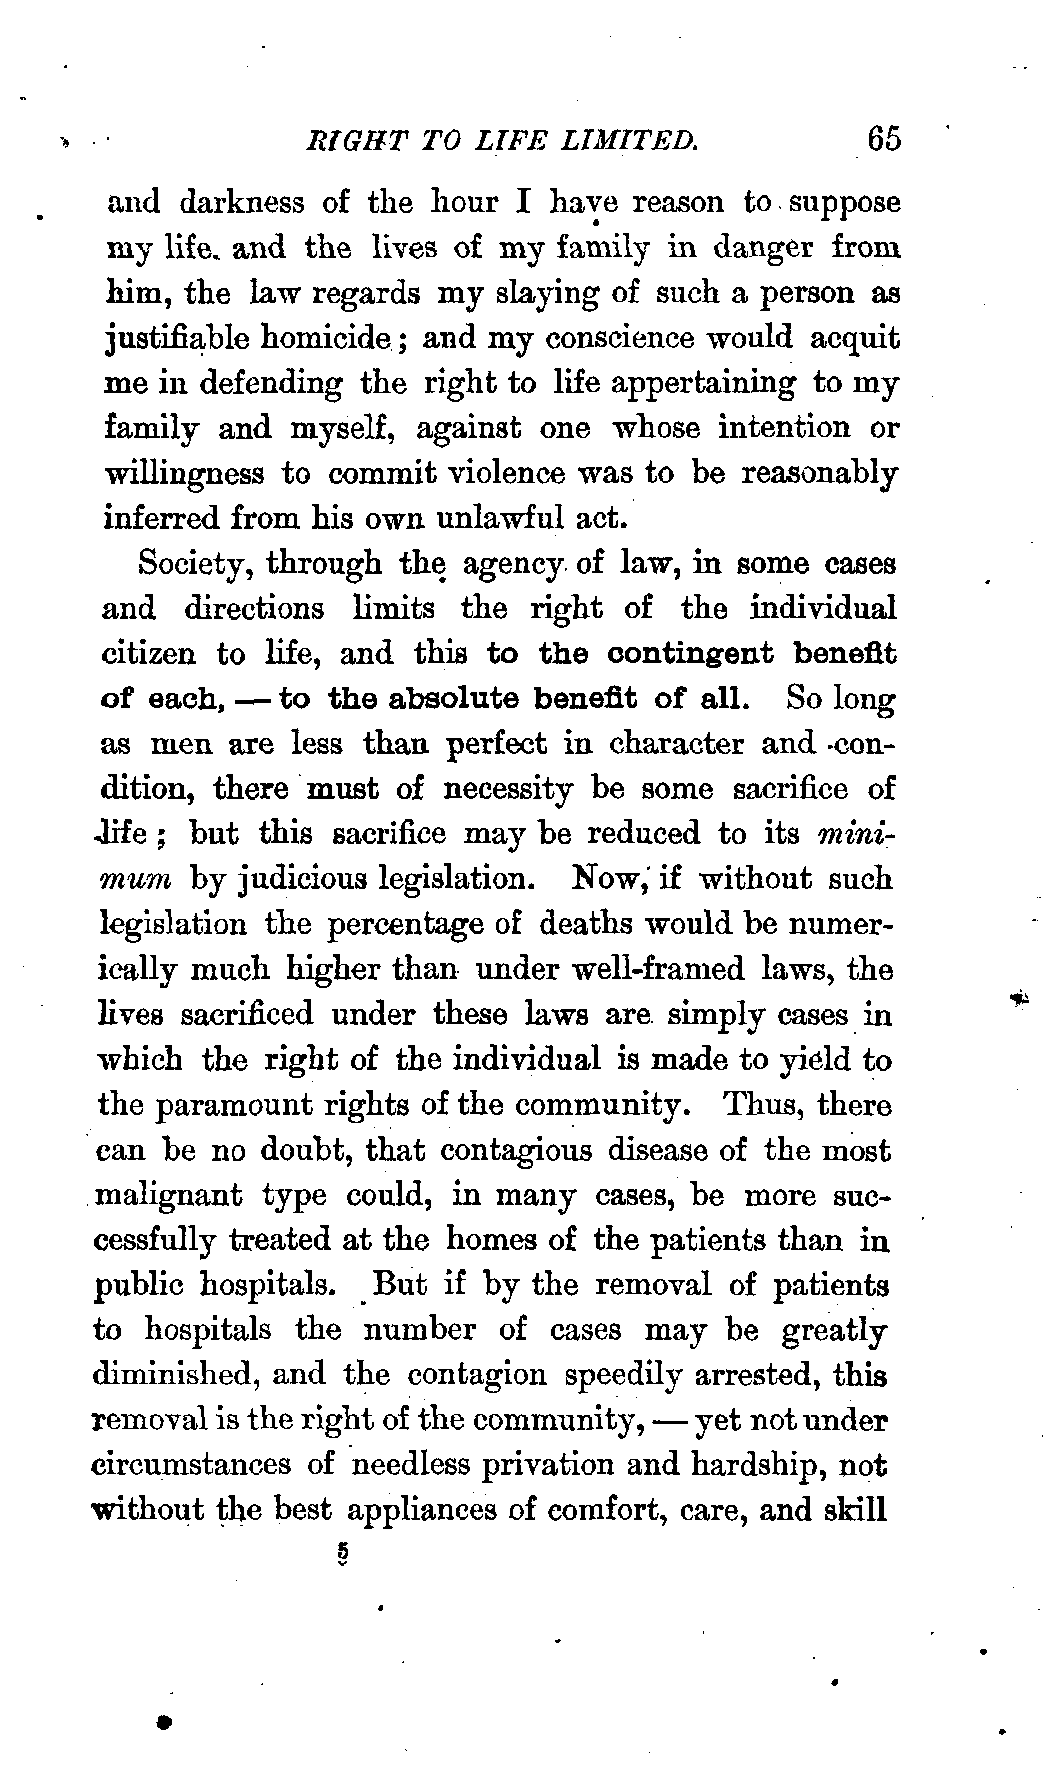 RIGHT TO LIFE LIMITED. 65
and darkness of the hour I have reason to suppose
my life. and the lives of my family in danger from
him, the law regards my slaying of such a person as
justifiable homicide; and my conscience would acquit
me in defending the right to life appertaining to my
family and myself, against one whose intention or
willingness to commit violence was to be reasonably
inferred from his own unlawful act.
Society, through the agency of law, in some cases
and directions limits the right of the individual
citizen to life, and this to the contingent benefit
of each, — to the absolute benefit of all. So long
as men are less than perfect in character and con-
dition, there must of necessity be some sacrifice of
life; but this sacrifice may be reduced to its mini-
mum by judicious legislation. Now, if without such
legislation the percentage of deaths would be numer-
ically much higher than under well-framed laws, the
lives sacrificed under these laws are simply cases in
which the right of the individual is made to yield to
the paramount rights of the community. Thus, there
can be no doubt, that contagious disease of the most
malignant type could, in many cases, be more suc-
cessfully treated at the homes of the patients than in
public hospitals. But if by the removal of patients
to hospitals the number of cases may be greatly
diminished, and the contagion speedily arrested, this
removal is the right of the community, — yet not under
circumstances of needless privation and hardship, not
without the best appliances of comfort, care, and skill
5